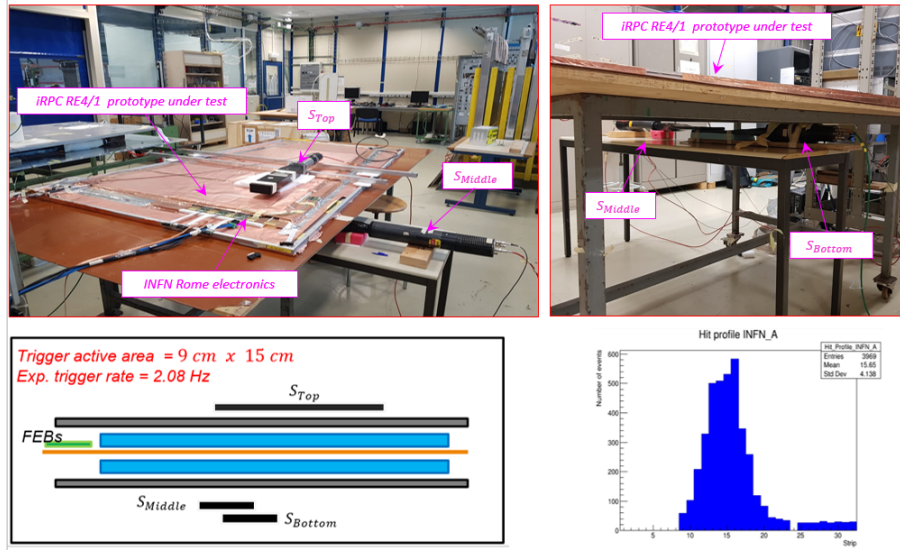 iRPC RE4/1 prototype under test
S_Top
S_Middle
INFN Rome electronics
iRPC RE4/1 prototype under test
S_Middle
S_Bottom
Trigger active area = 9 cm x 15 cm
Exp. trigger rate = 2.08 Hz
S_Top
FEBs
S_Middle
S_Bottom
Hit profile INFN_A
Hit_Profile_INFN_A
Entries 3969
Mean 15.65
Std Dev 4.138
Number of events
600
500
400
300
200
100
0
5 10 15 20 25 30
Strip